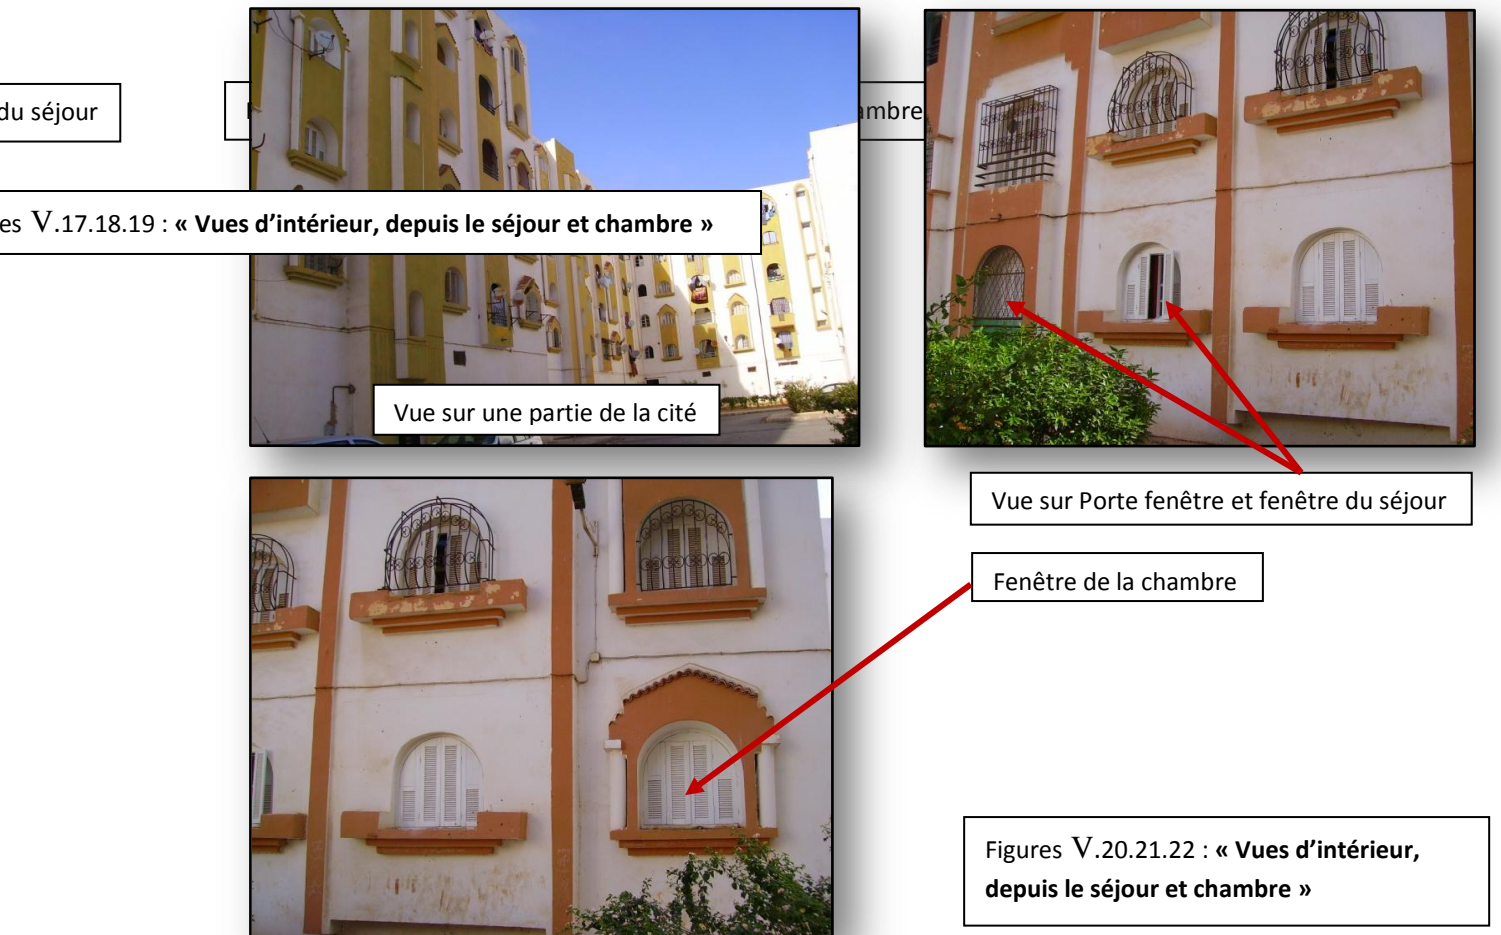 du séjour
ambre
es V.17.18.19 : « Vues d’intérieur, depuis le séjour et chambre »
Vue sur une partie de la cité
Vue sur Porte fenêtre et fenêtre du séjour
Fenêtre de la chambre
Figures V.20.21.22 : « Vues d’intérieur,
depuis le séjour et chambre »